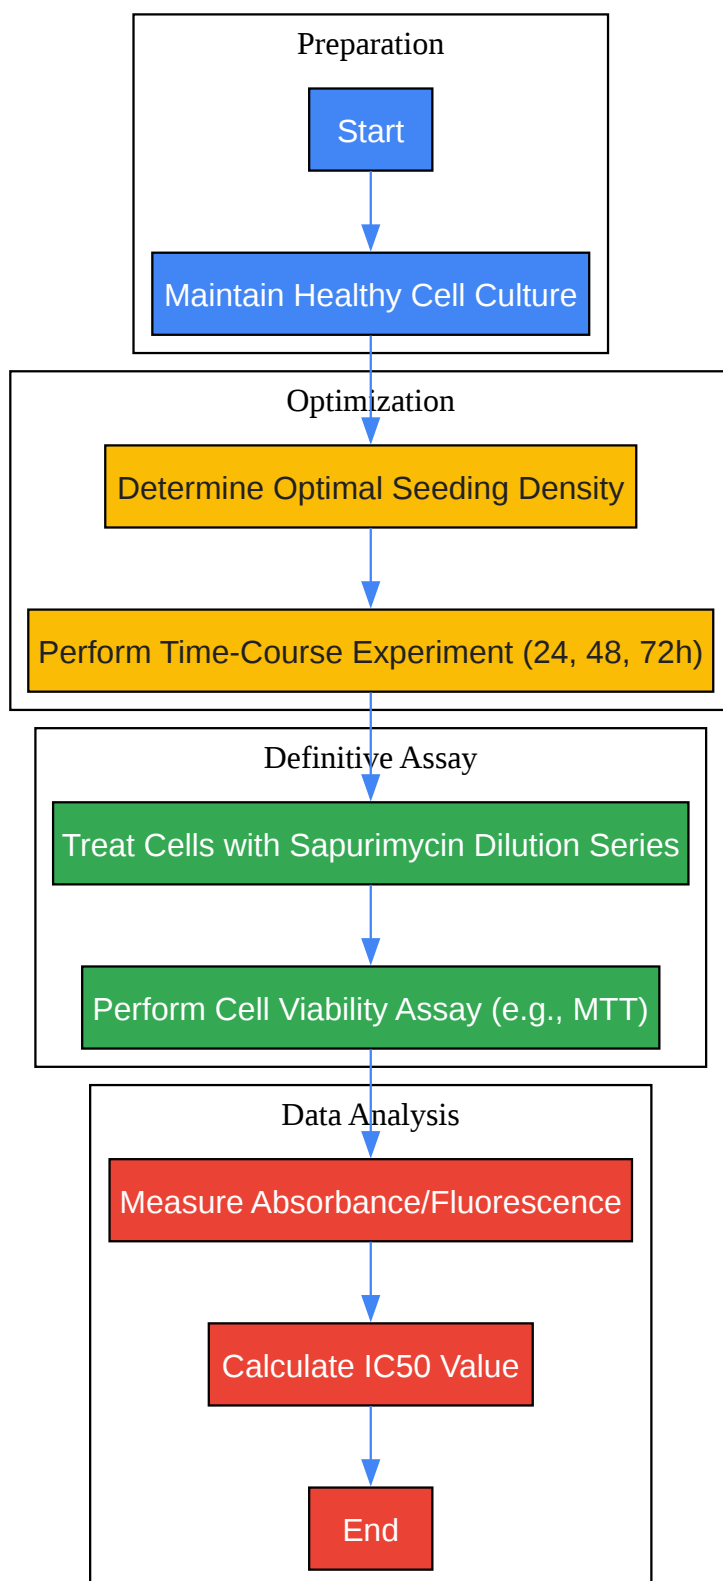 Preparation
Start
Maintain Healthy Cell Culture
Optimization
Determine Optimal Seeding Density
Perform Time-Course Experiment (24, 48, 72h)
Definitive Assay
Treat Cells with Sapurimycin Dilution Series
Perform Cell Viability Assay (e.g., MTT)
Data Analysis
Measure Absorbance/Fluorescence
Calculate IC50 Value
End